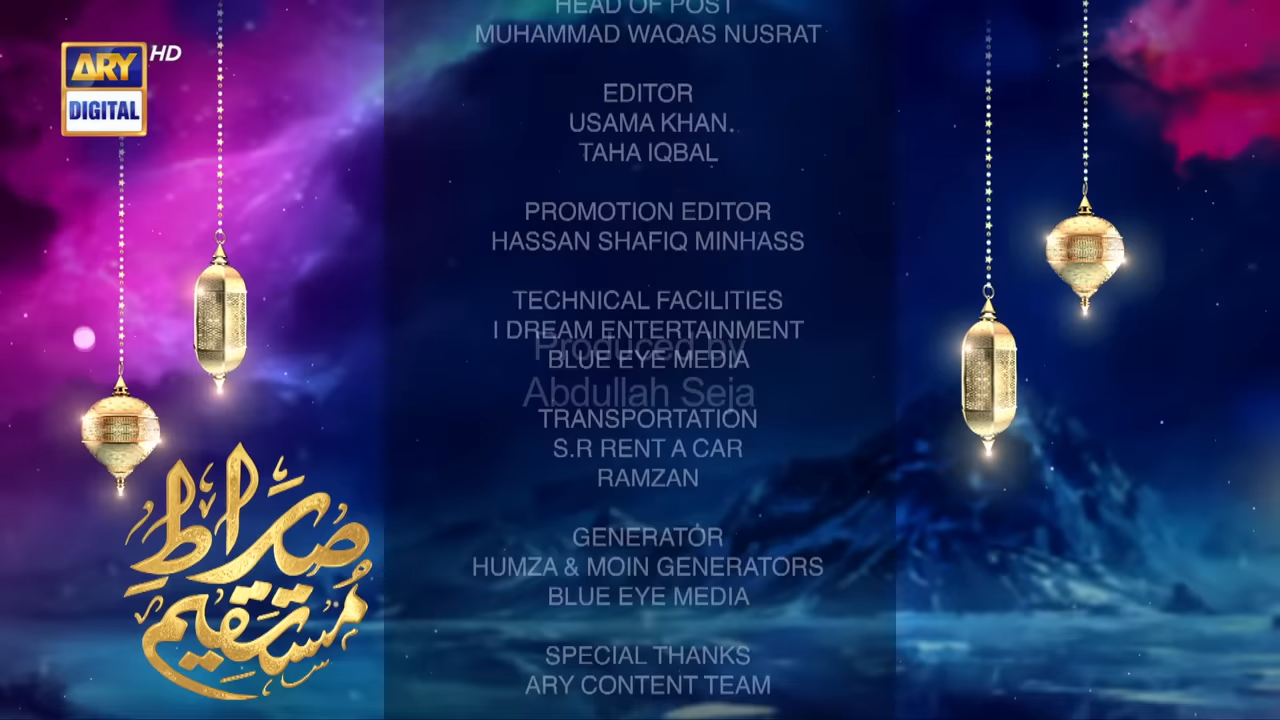 ARY
DIGITAL
HD
HEAD OF POST
MUHAMMAD WAQAS NUSRAT
EDITOR
USAMA KHAN.
TAHA IQBAL
PROMOTION EDITOR
HASSAN SHAFIQ MINHASS
TECHNICAL FACILITIES
I DREAM ENTERTAINMENT
Produced by
BLUE EYE MEDIA
Abdullah Seja
TRANSPORTATION
S.R RENT A CAR
RAMZAN
GENERATOR
HUMZA & MOIN GENERATORS
BLUE EYE MEDIA
SPECIAL THANKS
ARY CONTENT TEAM
صراطِ
مُستقیم